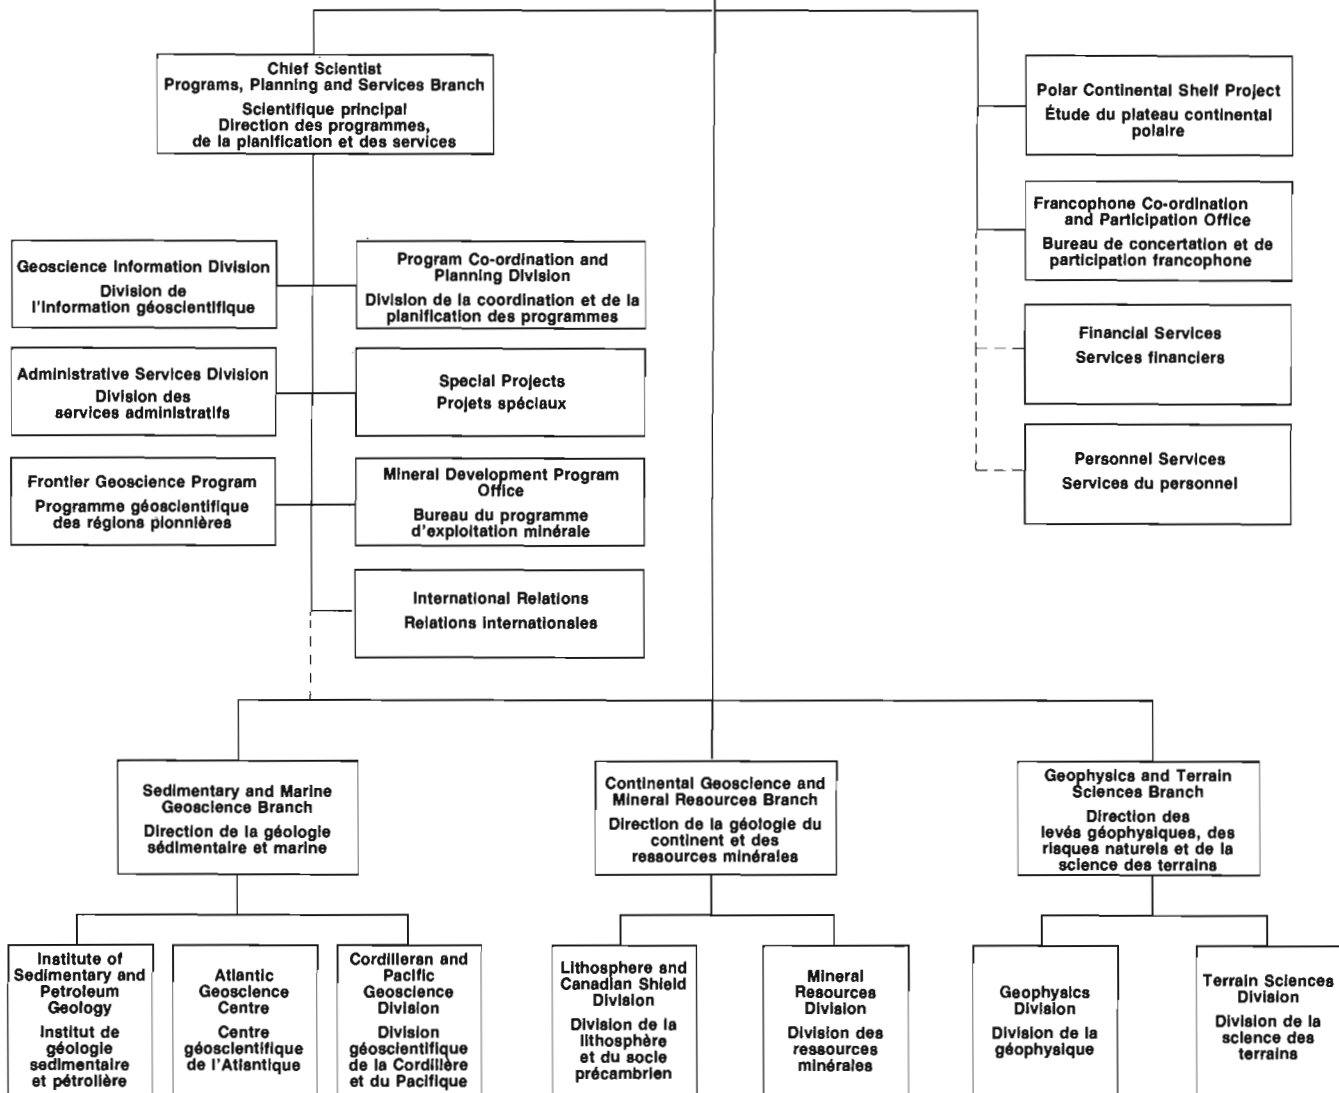 Chief Scientist
Programs, Planning and Services Branch
Scientifique principal
Direction des programmes,
de la planification et des services
Polar Continental Shelf Project
Étude du plateau continental
polaire
Francophone Co-ordination
and Participation Office
Bureau de concertation et de
participation francophone
Geoscience Information Division
Division de
l'Information géoscientifique
Program Co-ordination and
Planning Division
Division de la coordination et de la
planification des programmes
Financial Services
Services financiers
Administrative Services Division
Division des
services administratifs
Special Projects
Projets spéciaux
Personnel Services
Services du personnel
Frontier Geoscience Program
Programme géoscientifique
des régions pionnières
Mineral Development Program
Office
Bureau du programme
d'exploitation minérale
International Relations
Relations internationsles
Sedimentary and Marine
Geoscience Branch
Direction de la géologie
sédimentaire et marine
Continental Geoscience and
Mineral Resources Branch
Direction de la géologie du
continent et des
ressources minérales
Geophysics and Terrain
Sciences Branch
Direction des
levés géophysiques, des
risques naturels et de la
science des terrains
Institute of
Sedimentary and
Petroleum
Geology
Institut de
géologie
sedimentaire
et pétrolière
Atlantic
Geoscience
Centre
Centre
géoscientifique
de l'Atlantique
Cordilleran and
Pacific
Geoscience
Division
Division
géoscientifique
de la Cordillère
et du Pacifique
Lithosphere and
Canadian Shield
Division
Division de la
lithosphère
et du socle
précambrien
Mineral
Resources
Division
Division des
ressources
minérales
Geophysics
Division
Division de la
géophysique
Terrain Sciences
Division
Division de la
science des
terrains